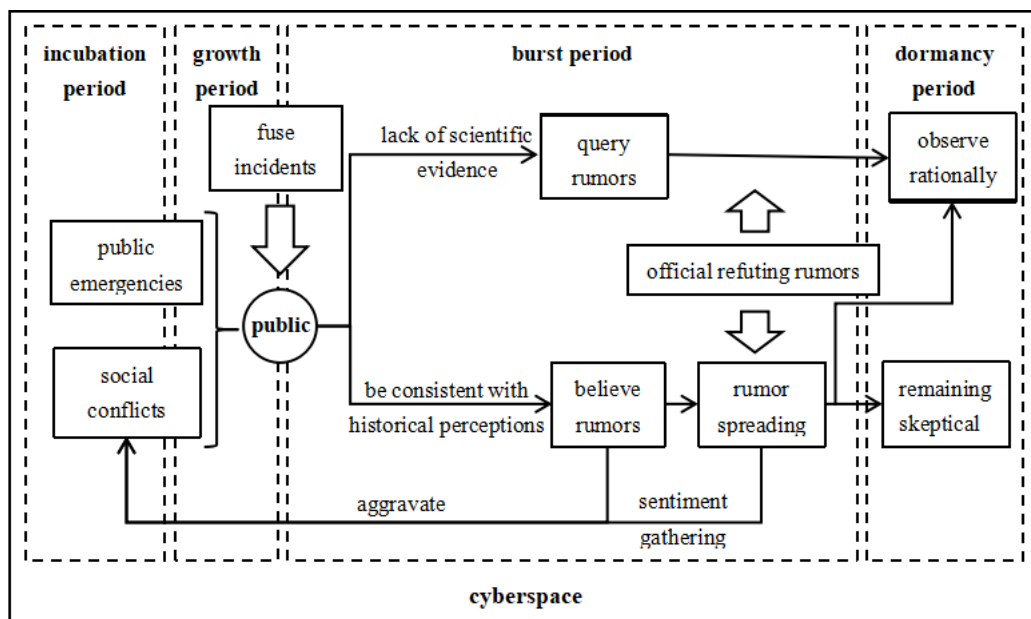 incubation
period
growth
period
burst period
dormancy
period
fuse
incidents
lack of scientific
evidence
query
rumors
observe
rationally
public
emergencies
official refuting rumors
public
social
conflicts
be consistent with
historical perceptions
believe
rumors
rumor
spreading
remaining
skeptical
aggravate
sentiment
gathering
cyberspace